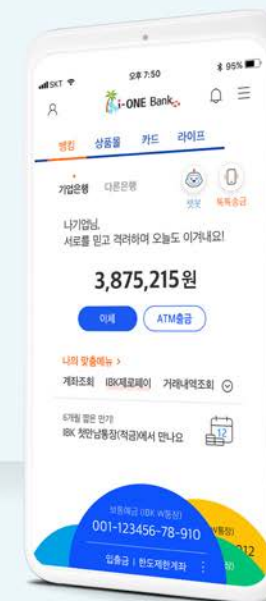 SKT 오후 7:50 95%
i-ONE Bank
뱅킹 상품몰 카드 라이프
기업은행 다른은행
챗봇 톡톡송금
나기업님,
서로를 믿고 격려하며 오늘도 이겨내요!
3,875,215원
이체 ATM출금
나의 맞춤메뉴 >
계좌조회 IBK제로페이 거래내역조회
6개월 짧은 만기!
IBK 첫만남통장(적금)에서 만나요
12
보통예금 (IBK W통장)
001-123456-78-910
입출금 | 한도제한계좌
W통장)
912